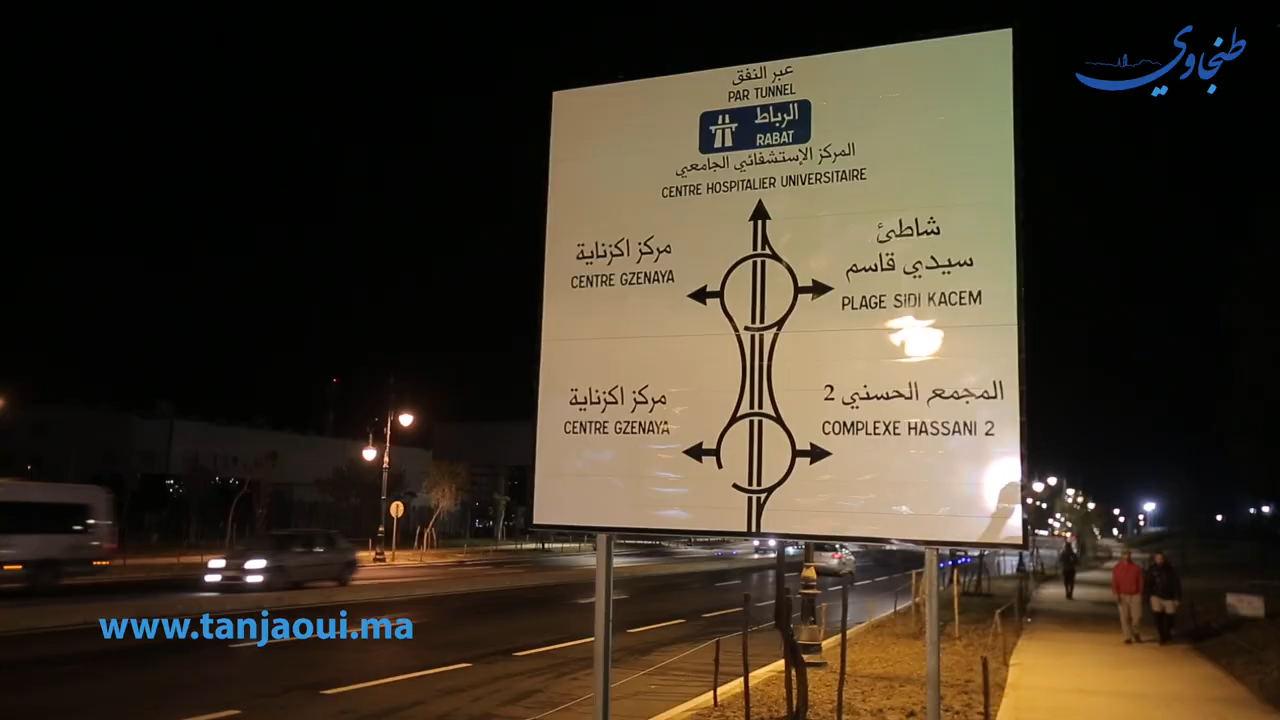 طنجاوي
عبر النفق
PAR TUNNEL
الرباط
RABAT
المركز الإستشفائي الجامعي
CENTRE HOSPITALIER UNIVERSITAIRE
مركز اكزناية
CENTRE GZENAYA
شاطئ
سيدي قاسم
PLAGE SIDI KACEM
مركز اكزناية
CENTRE GZENAYA
المجمع الحسني 2
COMPLEXE HASSANI 2
www.tanjaoui.ma